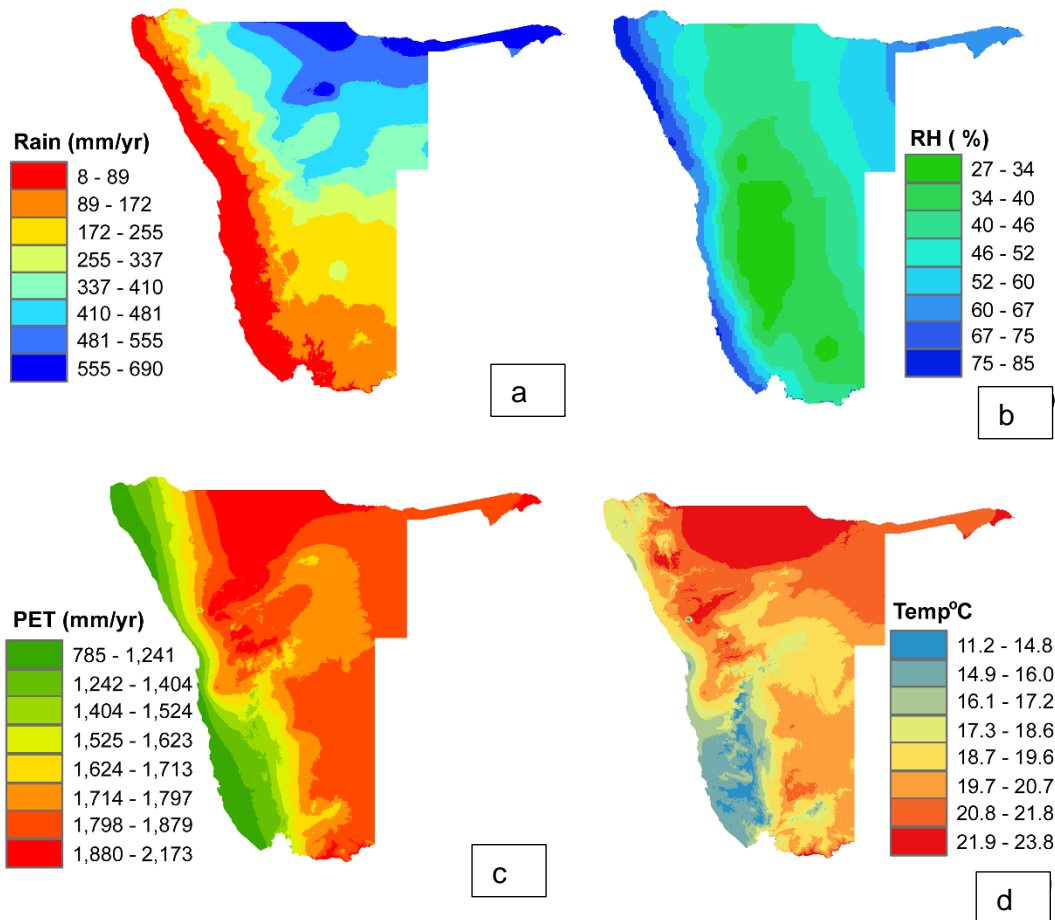 Rain (mm/yr)
8 - 89
89 - 172
172 - 255
255 - 337
337 - 410
410 - 481
481 - 555
555 - 690
a
RH ( %)
27 - 34
34 - 40
40 - 46
46 - 52
52 - 60
60 - 67
67 - 75
75 - 85
b
PET (mm/yr)
785 - 1,241
1,242 - 1,404
1,404 - 1,524
1,525 - 1,623
1,624 - 1,713
1,714 - 1,797
1,798 - 1,879
1,880 - 2,173
c
Temp°C
11.2 - 14.8
14.9 - 16.0
16.1 - 17.2
17.3 - 18.6
18.7 - 19.6
19.7 - 20.7
20.8 - 21.8
21.9 - 23.8
d